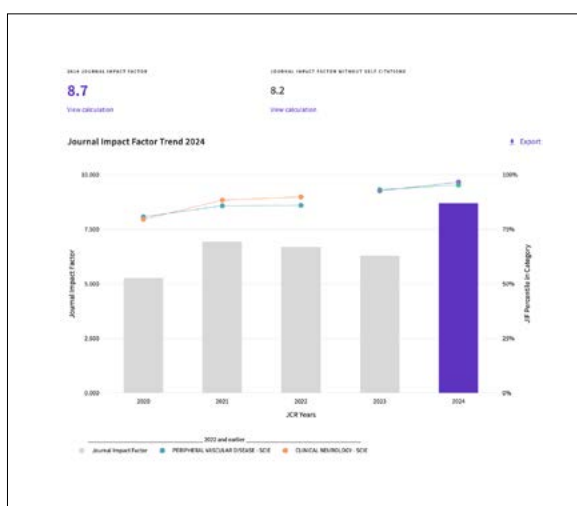 2024 JOURNAL IMPACT FACTOR
JOURNAL IMPACT FACTOR WITHOUT SELF CITATIONS
8.7
8.2
View calculation
View calculation
Journal Impact Factor Trend 2024
Export
10.000
100%
7.500
75%
5.000
50%
2.500
25%
0.000
0%
Journal Impact Factor
JIF Percentile in Category
2020
2021
2022
2023
2024
JCR Years
2022 and earlier
Journal Impact Factor
PERIPHERAL VASCULAR DISEASE - SCIE
CLINICAL NEUROLOGY - SCIE